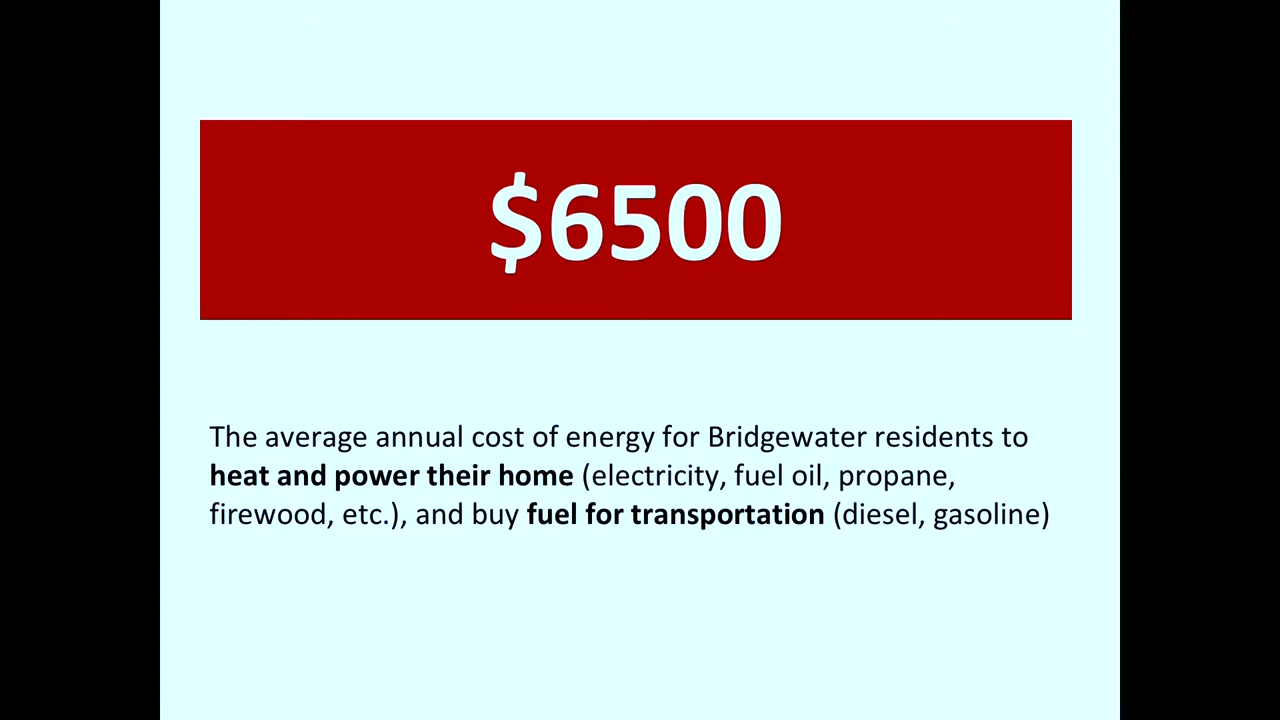 $6500
The average annual cost of energy for Bridgewater residents to
heat and power their home (electricity, fuel oil, propane,
firewood, etc.), and buy fuel for transportation (diesel, gasoline)